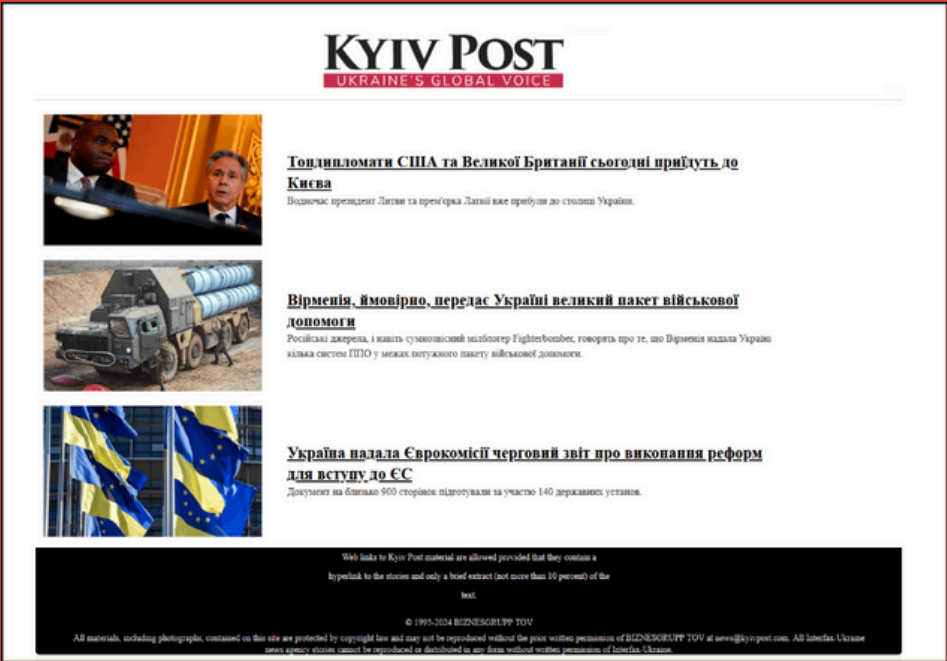 KYIV POST
UKRAINE'S GLOBAL VOICE
Топдипломати США та Великої Британії сьогодні приїдуть до
Києва
Водночас президент Литви та прем'єрка Латвії вже прибули до столиці України.
Вірменія, ймовірно, передає Україні великий пакет військової
допомоги
Російські джерела, і навіть сумнозвісний мілблогер Fighterbomber, говорять про те, що Вірменія надала Україні
кілька систем ППО у межах потужного пакету військової допомоги.
Україна надала Єврокомісії черговий звіт про виконання реформ
для вступу до ЄС
Документ на близько 900 сторінок підготували за участю 140 державних установ.
Web links to Kyiv Post material are allowed provided that they contain a
hyperlink to the stories and only a brief extract (not more than 10 percent) of the
text.
© 1995-2024 BIZNESGRUPP TOV
All materials, including photographs, contained on this site are protected by copyright law and may not be reproduced without the prior written permission of BIZNESGRUPP TOV at news@kyivpost.com. All Interfax-Ukraine
news agency stories cannot be reproduced or distributed in any form without written permission of Interfax-Ukraine.